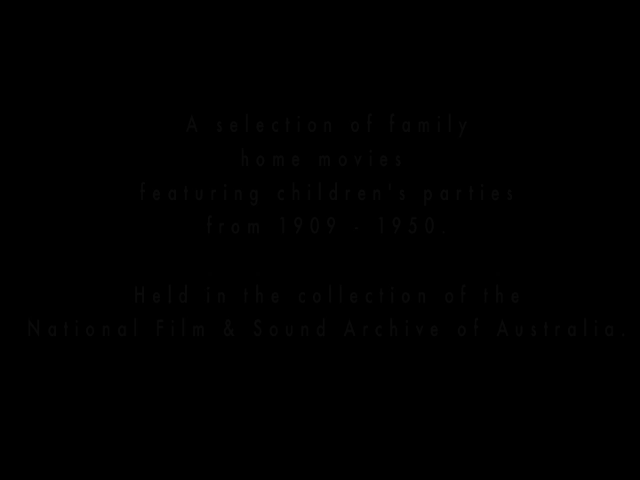 A selection of family
home movies
featuring children's parties
from 1909 - 1950.
Held in the collection of the
National Film & Sound Archive of Australia.